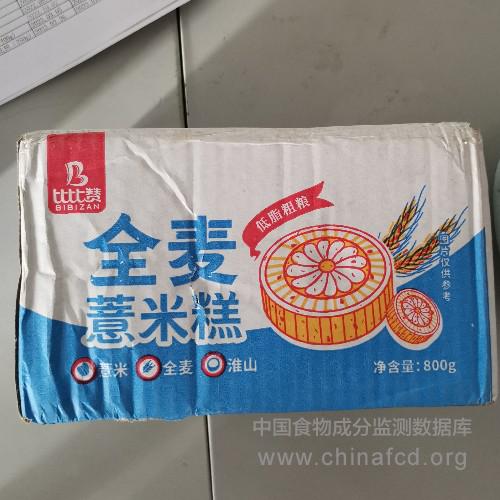 比比赞
BIBIZAN
全麦
薏米糕
低脂粗粮
图片仅供参考
薏米 全麦 淮山
净含量:800g
中国食物成分监测数据库
www.chinafcd.org